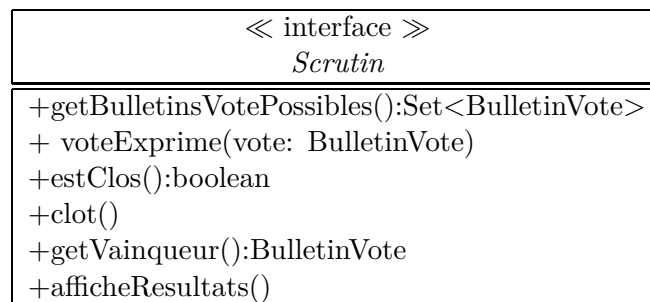 ≪ interface ≫
Scrutin
+getBulletinsVotePossibles():Set<BulletinVote>
+ voteExprime(vote: BulletinVote)
+estClos():boolean
+clot()
+getVainqueur():BulletinVote
+afficheResultats()